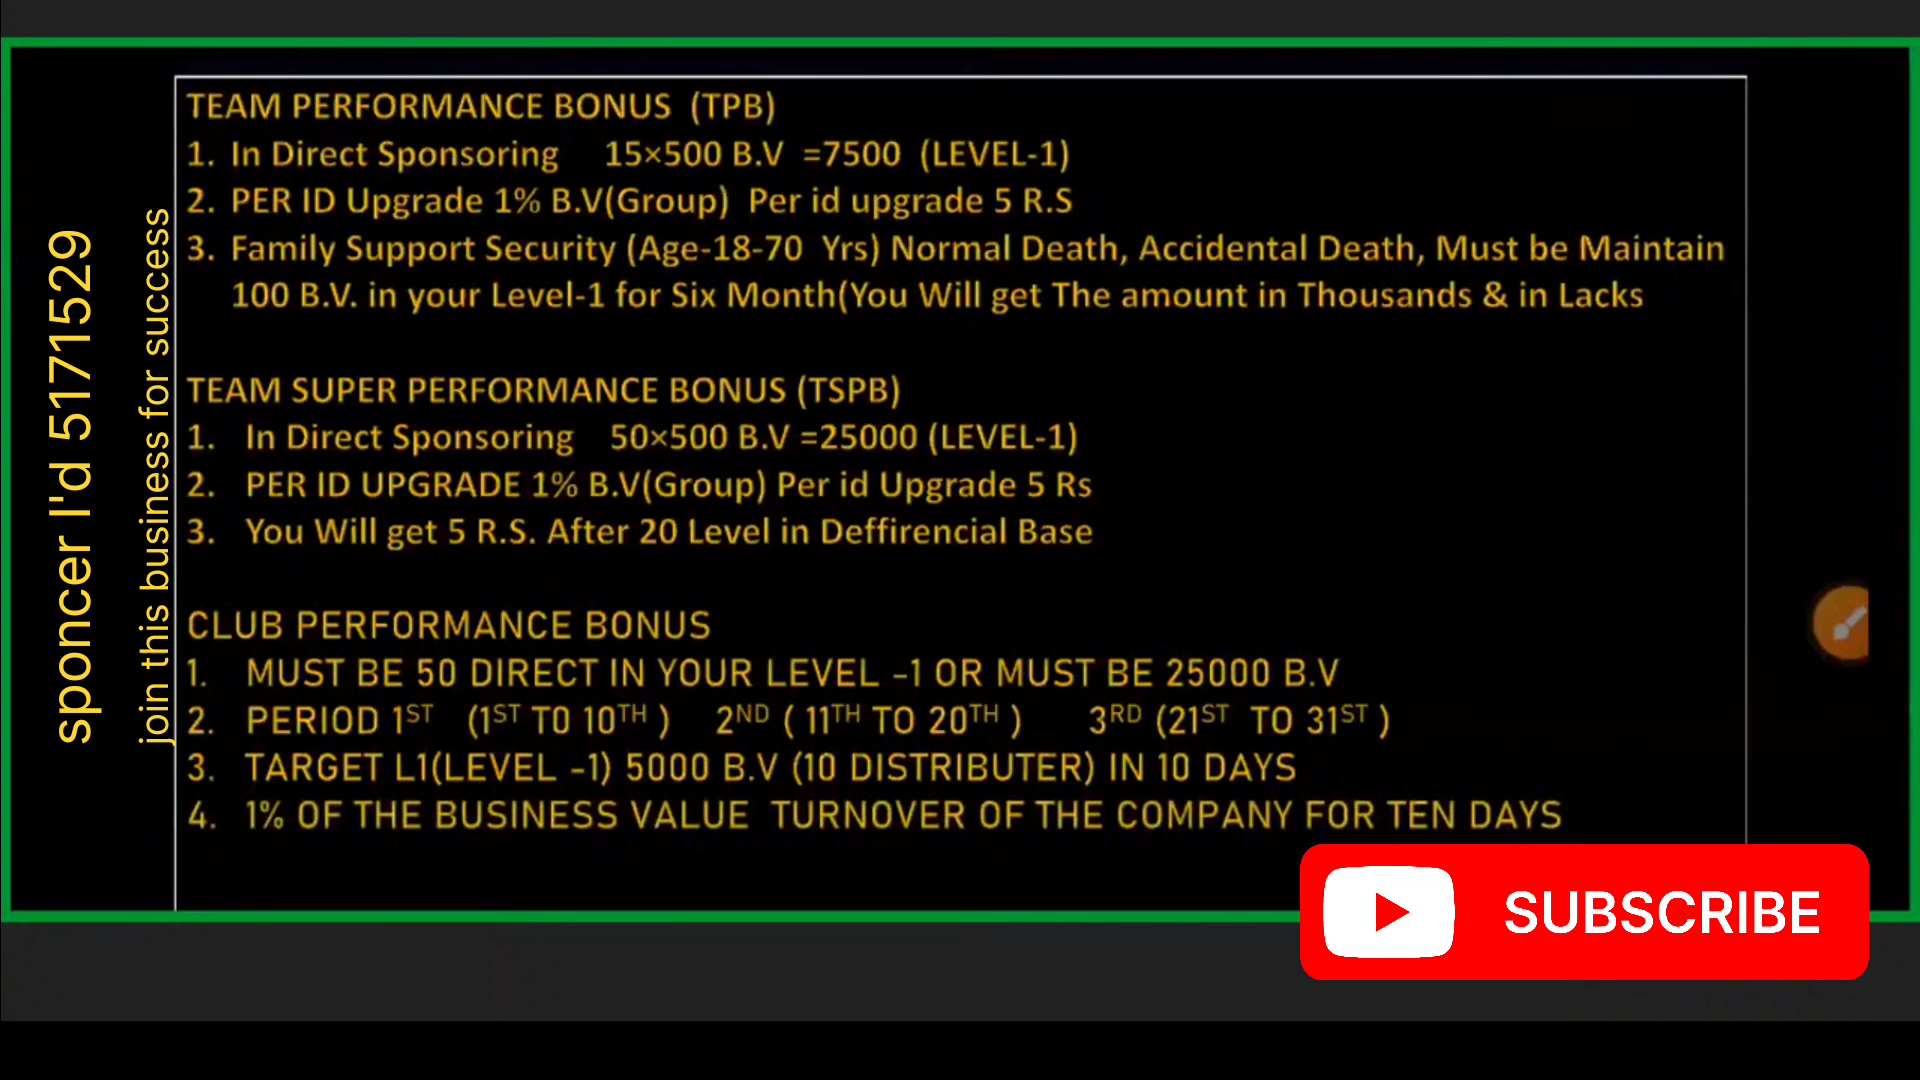 sponcer I'd 5171529
join this business for success
TEAM PERFORMANCE BONUS (TPB)
1. In Direct Sponsoring 15×500 B.V =7500 (LEVEL-1)
2. PER ID Upgrade 1% B.V(Group) Per id upgrade 5 R.S
3. Family Support Security (Age-18-70 Yrs) Normal Death, Accidental Death, Must be Maintain
100 B.V. in your Level-1 for Six Month(You Will get The amount in Thousands & in Lacks
TEAM SUPER PERFORMANCE BONUS (TSPB)
1. In Direct Sponsoring 50×500 B.V =25000 (LEVEL-1)
2. PER ID UPGRADE 1% B.V(Group) Per id Upgrade 5 Rs
3. You Will get 5 R.S. After 20 Level in Deffirencial Base
CLUB PERFORMANCE BONUS
1. MUST BE 50 DIRECT IN YOUR LEVEL -1 OR MUST BE 25000 B.V
2. PERIOD 1ST (1ST TO 10TH ) 2ND ( 11TH TO 20TH ) 3RD (21ST TO 31ST )
3. TARGET L1(LEVEL -1) 5000 B.V (10 DISTRIBUTER) IN 10 DAYS
4. 1% OF THE BUSINESS VALUE TURNOVER OF THE COMPANY FOR TEN DAYS
SUBSCRIBE